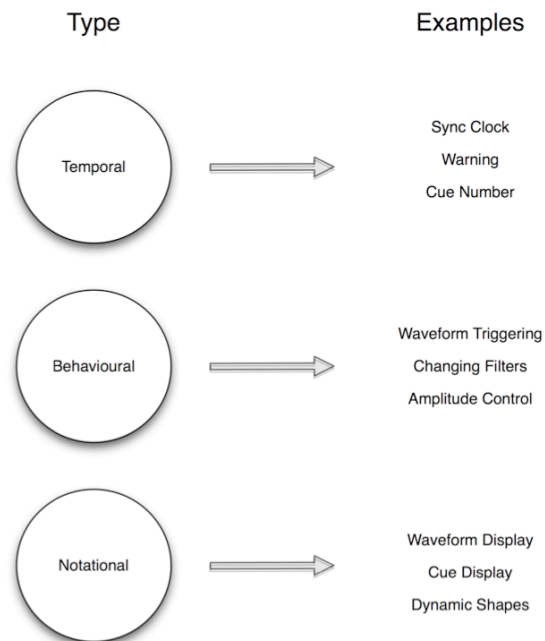 Type
Examples
Temporal
Sync Clock
Warning
Cue Number
Behavioural
Waveform Triggering
Changing Filters
Amplitude Control
Notational
Waveform Display
Cue Display
Dynamic Shapes